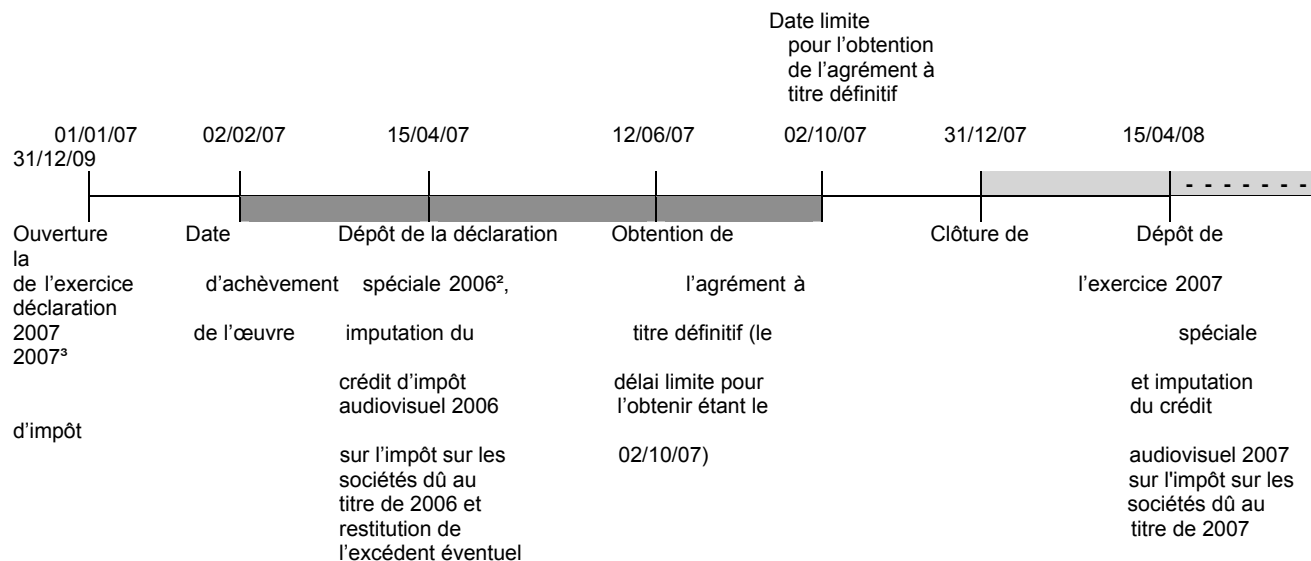 Date limite
pour l'obtention
de l'agrément à
titre définitif
01/01/07 02/02/07 15/04/07 12/06/07 02/10/07 31/12/07 15/04/08
31/12/09
- - - - - - -
Ouverture Date Dépôt de la déclaration Obtention de Clôture de Dépôt de
la
de l'exercice d'achèvement spéciale 2006², l'agrément à l'exercice 2007
déclaration
2007 de l'œuvre imputation du titre définitif (le spéciale
2007³
crédit d'impôt délai limite pour et imputation
audiovisuel 2006 l'obtenir étant le du crédit
d'impôt
sur l'impôt sur les 02/10/07) audiovisuel 2007
sociétés dû au sur l'impôt sur les
titre de 2006 et sociétés dû au
restitution de titre de 2007
l'excédent éventuel